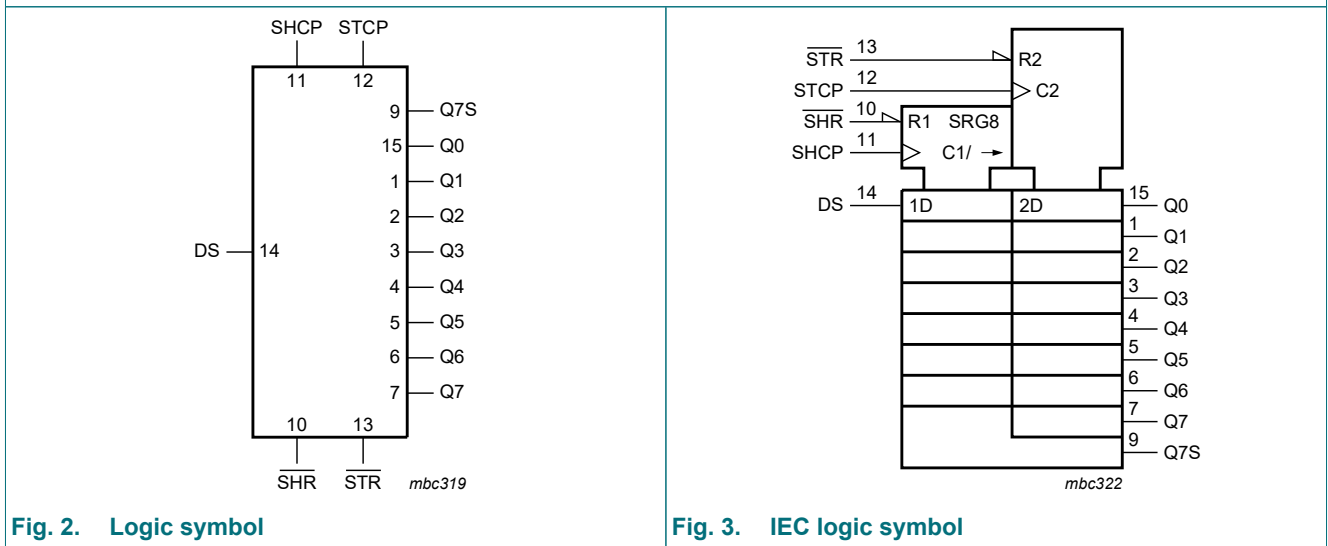 SHCP STCP
11 12
9 Q7S
15 Q0
1 Q1
2 Q2
DS 14 3 Q3
4 Q4
5 Q5
6 Q6
7 Q7
10 13
SHR STR mbc319
Fig. 2. Logic symbol
STR 13 R2
STCP 12 C2
SHR 10 R1 SRG8
SHCP 11 C1/ →
DS 14 1D 2D 15 Q0
1 Q1
2 Q2
3 Q3
4 Q4
5 Q5
6 Q6
7 Q7
9 Q7S
mbc322
Fig. 3. IEC logic symbol